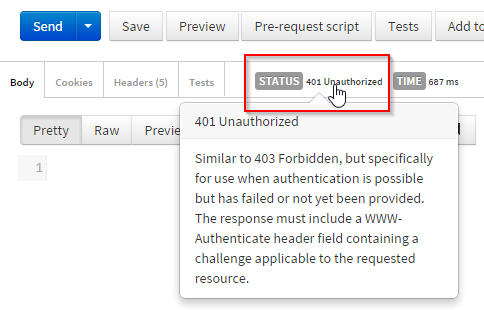 Send Save Preview Pre-request script Tests Add to
Body Cookies Headers (5) Tests STATUS 401 Unauthorized TIME 687 ms
Pretty Raw Previe
401 Unauthorized
1
Similar to 403 Forbidden, but specifically
for use when authentication is possible
but has failed or not yet been provided.
The response must include a WWW-
Authenticate header field containing a
challenge applicable to the requested
resource.